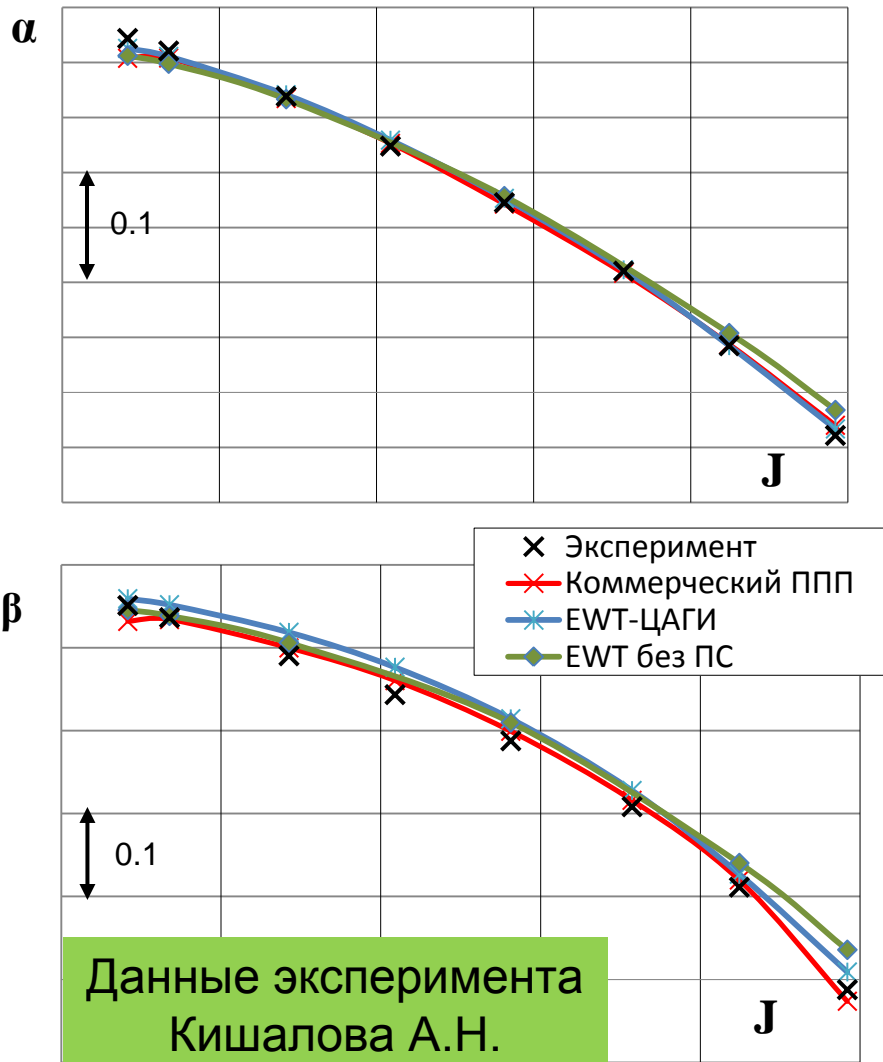 α
0.1
J
Эксперимент
Коммерческий ППП
EWT-ЦАГИ
EWT без ПС
β
0.1
Данные эксперимента
Кишалова А.Н.
J